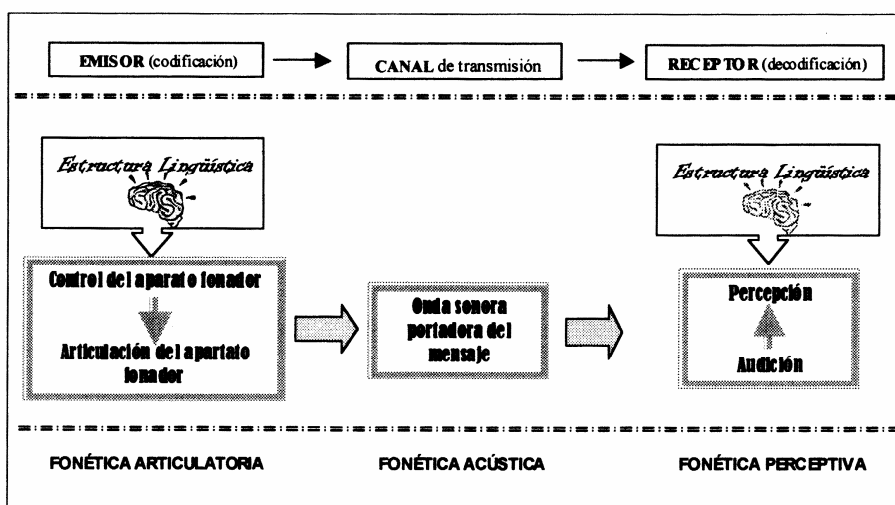 EMISOR (codificación)
CANAL de transmisión
RECEPTOR (decodificación)
Estructura Lingüística
Control del aparato fonador
Articulación del apartato
fonador
Onda sonora
portadora del
mensaje
Estructura Lingüística
Percepción
Audición
FONÉTICA ARTICULATORIA
FONÉTICA ACÚSTICA
FONÉTICA PERCEPTIVA